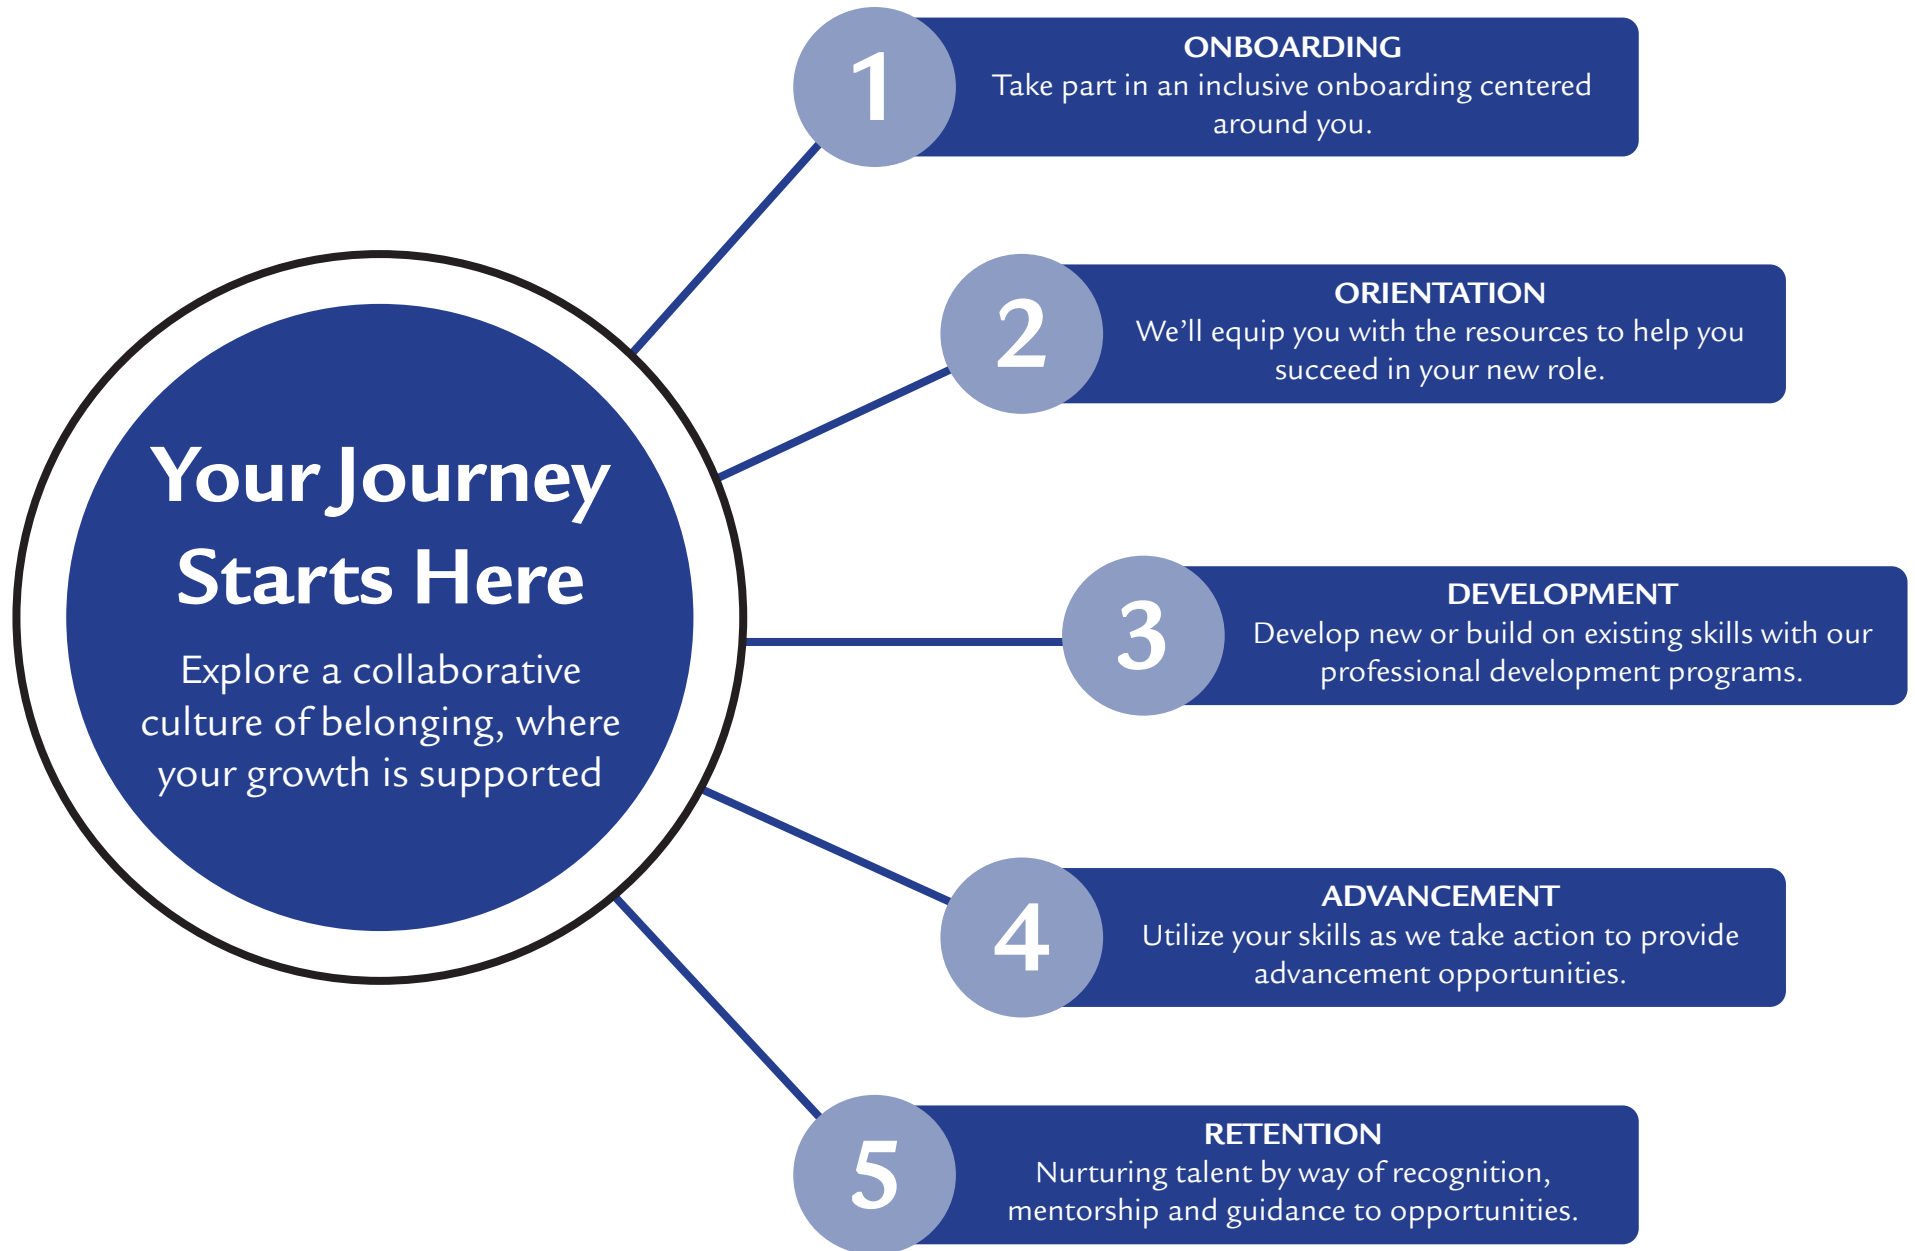 Your Journey
Starts Here
Explore a collaborative
culture of belonging, where
your growth is supported
1
ONBOARDING
Take part in an inclusive onboarding centered
around you.
2
ORIENTATION
We’ll equip you with the resources to help you
succeed in your new role.
3
DEVELOPMENT
Develop new or build on existing skills with our
professional development programs.
4
ADVANCEMENT
Utilize your skills as we take action to provide
advancement opportunities.
5
RETENTION
Nurturing talent by way of recognition,
mentorship and guidance to opportunities.